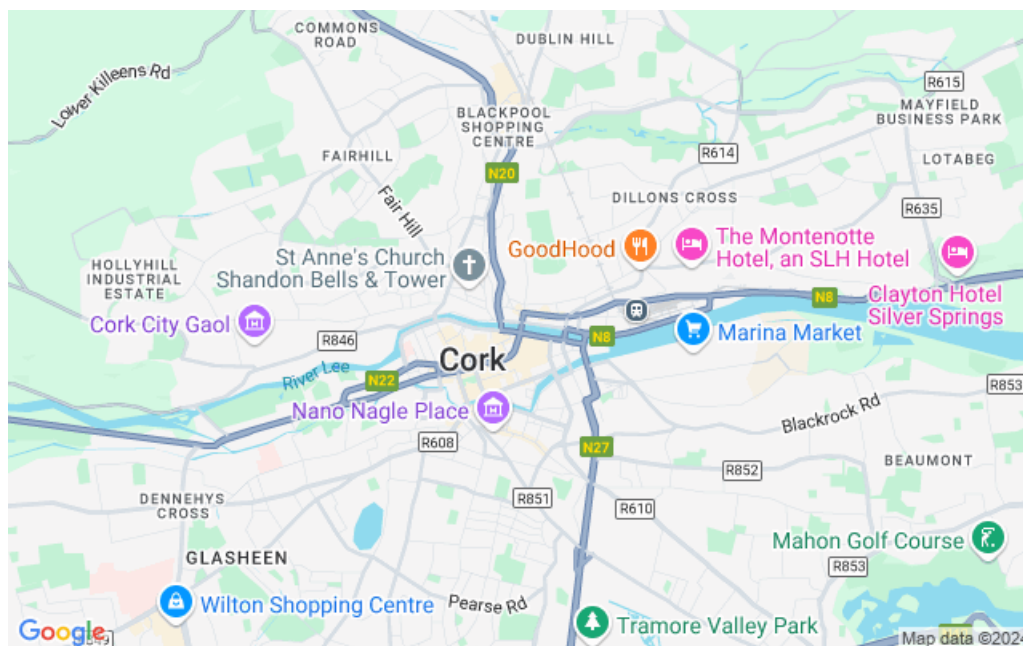 COMMONS
ROAD
DUBLIN HILL
Lower Killeens Rd
R615
BLACKPOOL
SHOPPING
CENTRE
MAYFIELD
BUSINESS PARK
FAIRHILL
R614
LOTABEG
N20
Fair Hill
DILLONS CROSS
R635
St Anne's Church
Shandon Bells & Tower
GoodHood
The Montenotte
Hotel, an SLH Hotel
HOLLYHILL
INDUSTRIAL
ESTATE
Clayton Hotel
Silver Springs
N8
Cork City Gaol
R846
N8
Marina Market
Cork
River Lee
N22
R853
Nano Nagle Place
Blackrock Rd
R608
N27
R852
BEAUMONT
DENNEHYS
CROSS
R851
R610
GLASHEEN
Mahon Golf Course
R853
Wilton Shopping Centre
Pearse Rd
Tramore Valley Park
Google
Map data ©2024